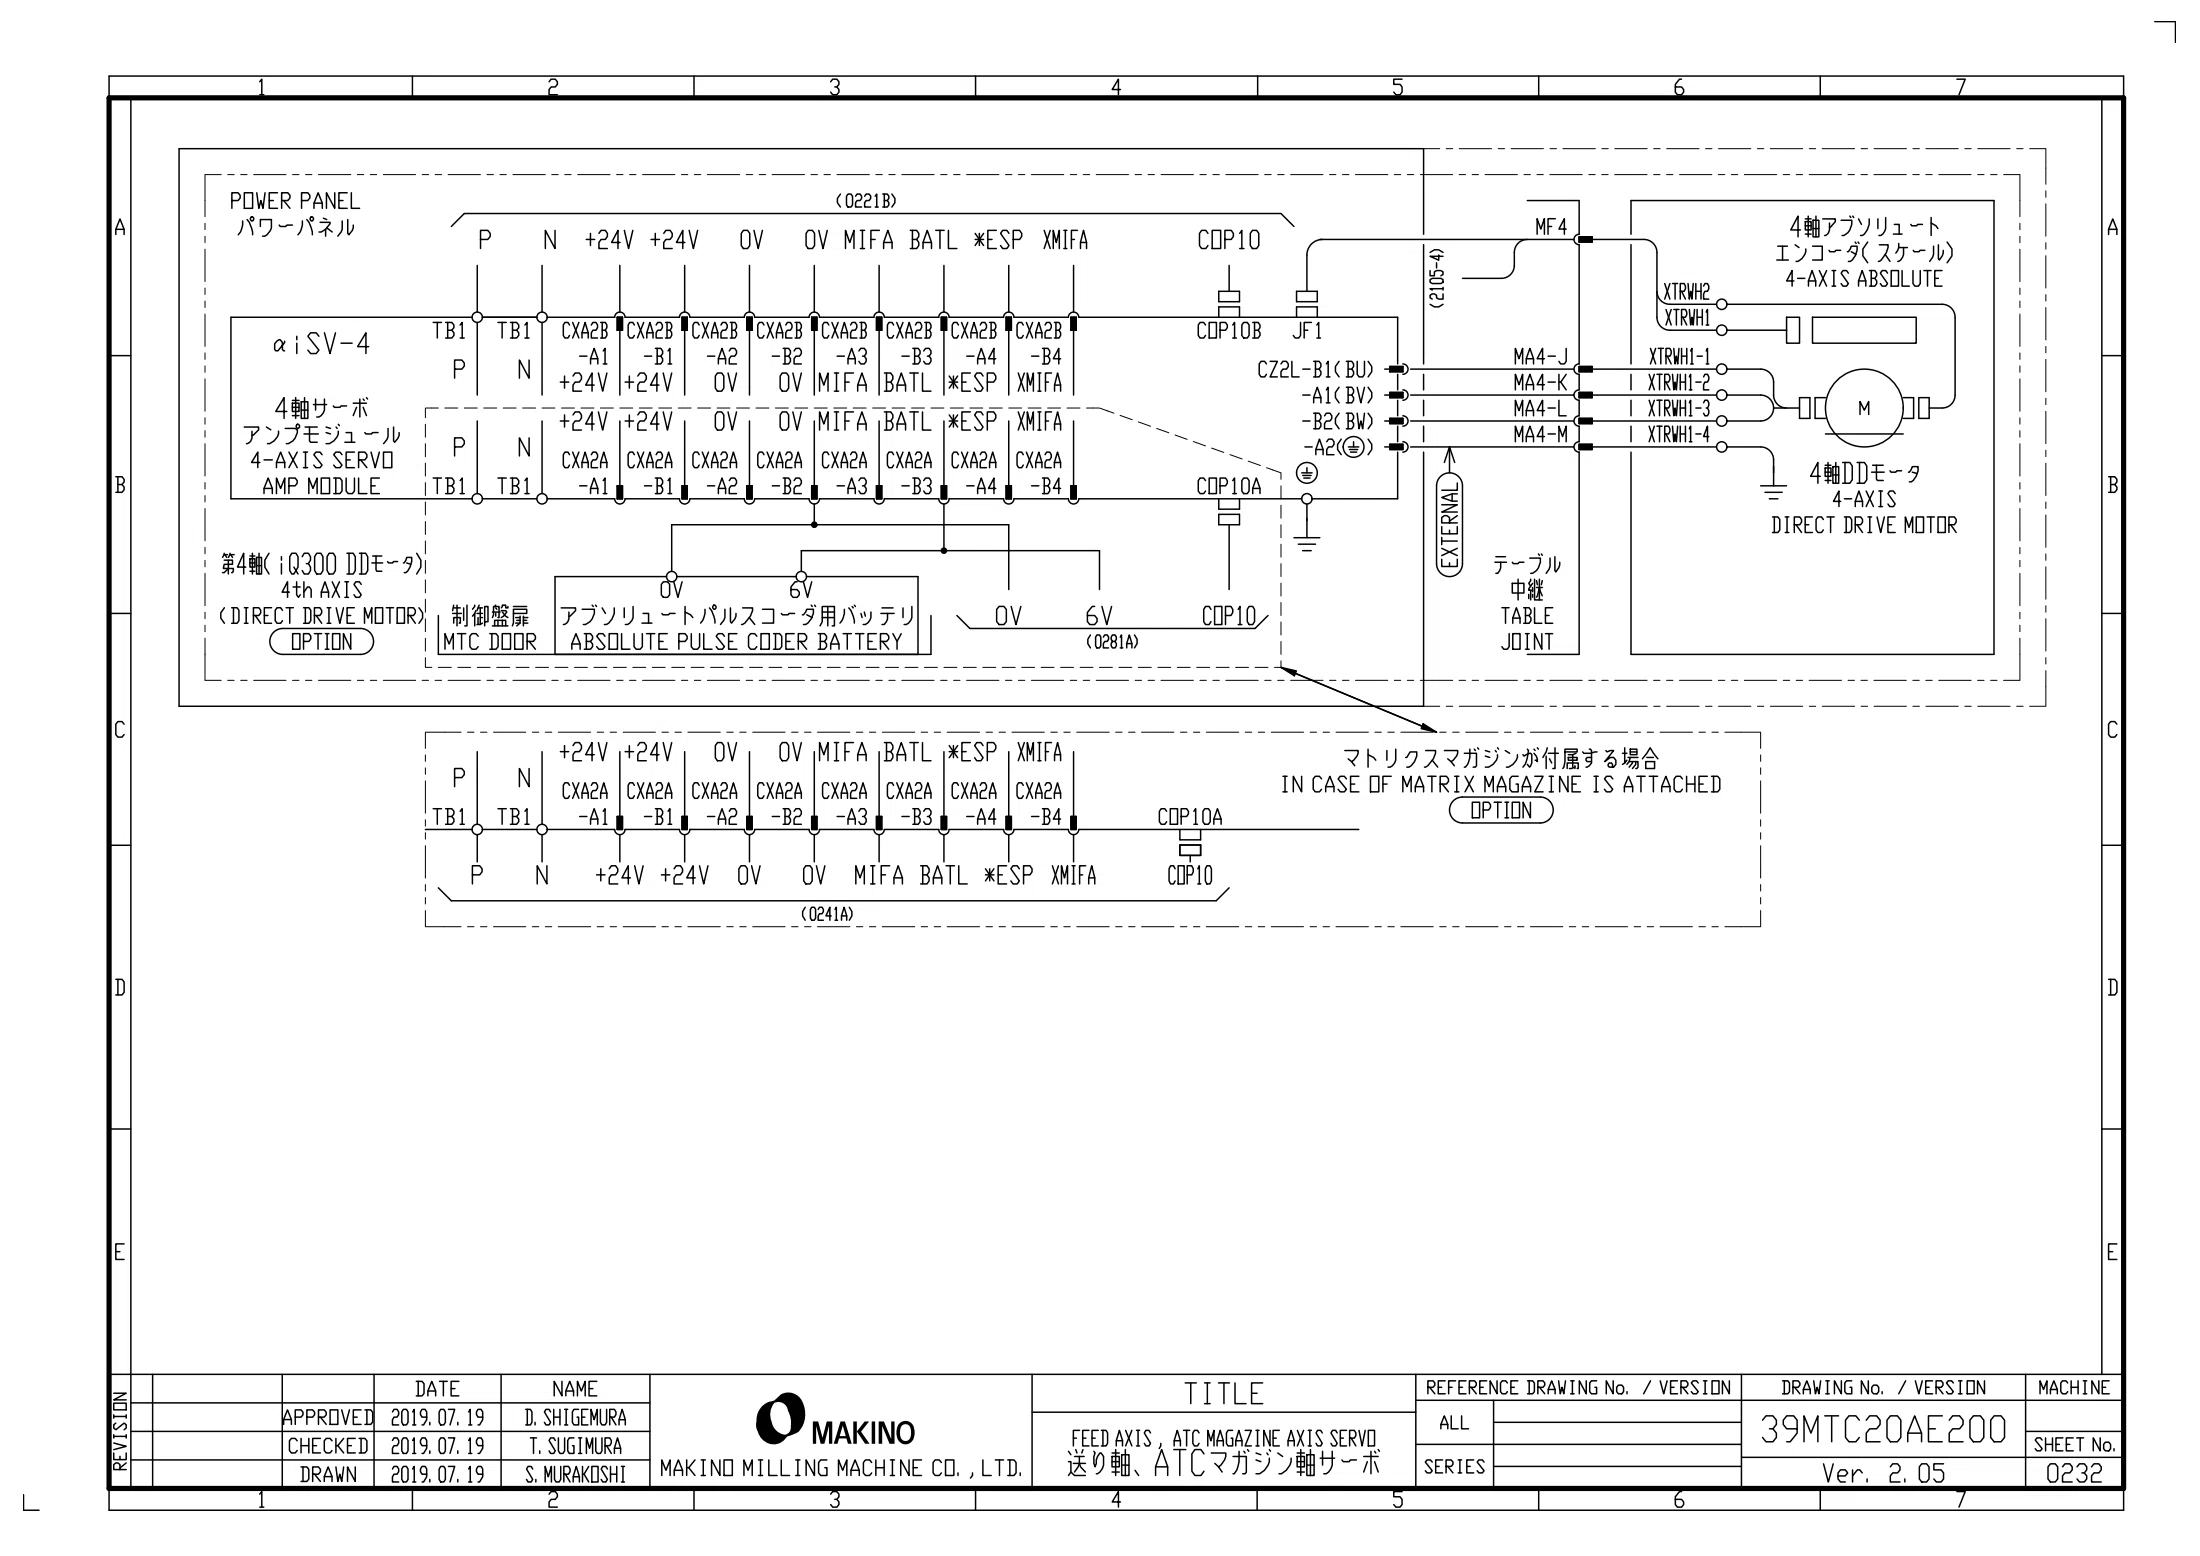 1 2 3 4 5 6 7
A A
B B
C C
D D
E E
POWER PANEL
パワーパネル
(0221B)
P N +24V +24V 0V 0V MIFA BATL *ESP XMIFA COP10
αiSV-4
TB1 TB1 CXA2B CXA2B CXA2B CXA2B CXA2B CXA2B CXA2B CXA2B COP10B JF1
-A1 -B1 -A2 -B2 -A3 -B3 -A4 -B4
P N +24V +24V 0V 0V MIFA BATL *ESP XMIFA
4軸サーボ
アンプモジュール
4-AXIS SERVO
AMP MODULE
+24V +24V 0V 0V MIFA BATL *ESP XMIFA
P N CXA2A CXA2A CXA2A CXA2A CXA2A CXA2A CXA2A CXA2A
TB1 TB1 -A1 -B1 -A2 -B2 -A3 -B3 -A4 -B4 COP10A
CZ2L-B1(BU)
-A1(BV)
-B2(BW)
-A2(⏚)
(2105-4)
EXTERNAL
MF4
MA4-J
MA4-K
MA4-L
MA4-M
テーブル
中継
TABLE
JOINT
XTRWH2
XTRWH1
XTRWH1-1
XTRWH1-2
XTRWH1-3
XTRWH1-4
4軸アブソリュート
エンコーダ(スケール)
4-AXIS ABSOLUTE
M
4軸DDモータ
4-AXIS
DIRECT DRIVE MOTOR
第4軸(iQ300 DDモータ)
4th AXIS
(DIRECT DRIVE MOTOR)
OPTION
制御盤扉
MTC DOOR
0V 6V
アブソリュートパルスコーダ用バッテリ
ABSOLUTE PULSE CODER BATTERY
0V 6V COP10
(0281A)
+24V +24V 0V 0V MIFA BATL *ESP XMIFA
P N CXA2A CXA2A CXA2A CXA2A CXA2A CXA2A CXA2A CXA2A
TB1 TB1 -A1 -B1 -A2 -B2 -A3 -B3 -A4 -B4 COP10A
P N +24V +24V 0V 0V MIFA BATL *ESP XMIFA COP10
(0241A)
マトリクスマガジンが付属する場合
IN CASE OF MATRIX MAGAZINE IS ATTACHED
OPTION
REVISION
DATE NAME
APPROVED 2019.07.19 D. SHIGEMURA
CHECKED 2019.07.19 T. SUGIMURA
DRAWN 2019.07.19 S. MURAKOSHI
MAKINO
MAKINO MILLING MACHINE CO., LTD.
TITLE
FEED AXIS , ATC MAGAZINE AXIS SERVO
送り軸、ATCマガジン軸サーボ
REFERENCE DRAWING No. / VERSION
ALL
SERIES
DRAWING No. / VERSION
39MTC20AE200
Ver. 2.05
MACHINE
SHEET No.
0232
1 2 3 4 5 6 7